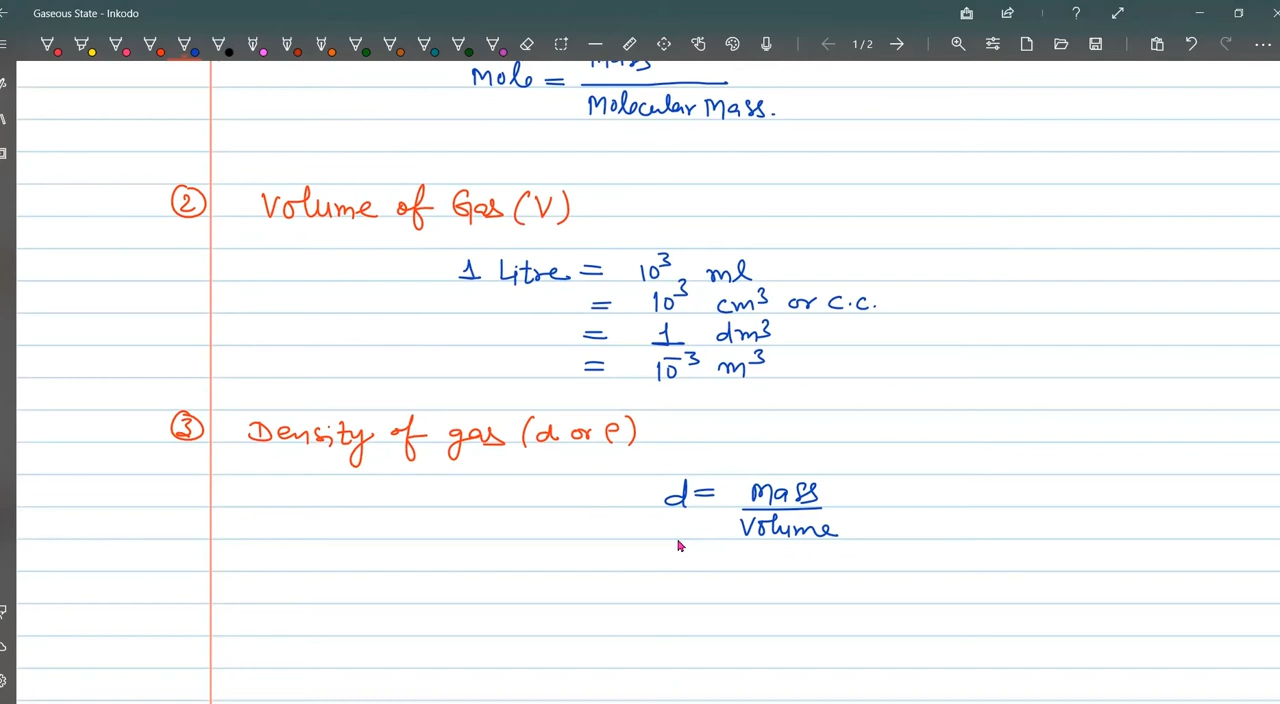 Gaseous State - Inkodo
1/2
Mass
Mole = Molecular Mass.
② Volume of Gas (V)
1 Litre = 10³ ml
= 10³ cm³ or c.c.
= 1 dm³
= 10⁻³ m³
③ Density of gas (d or ρ)
d = Mass
Volume